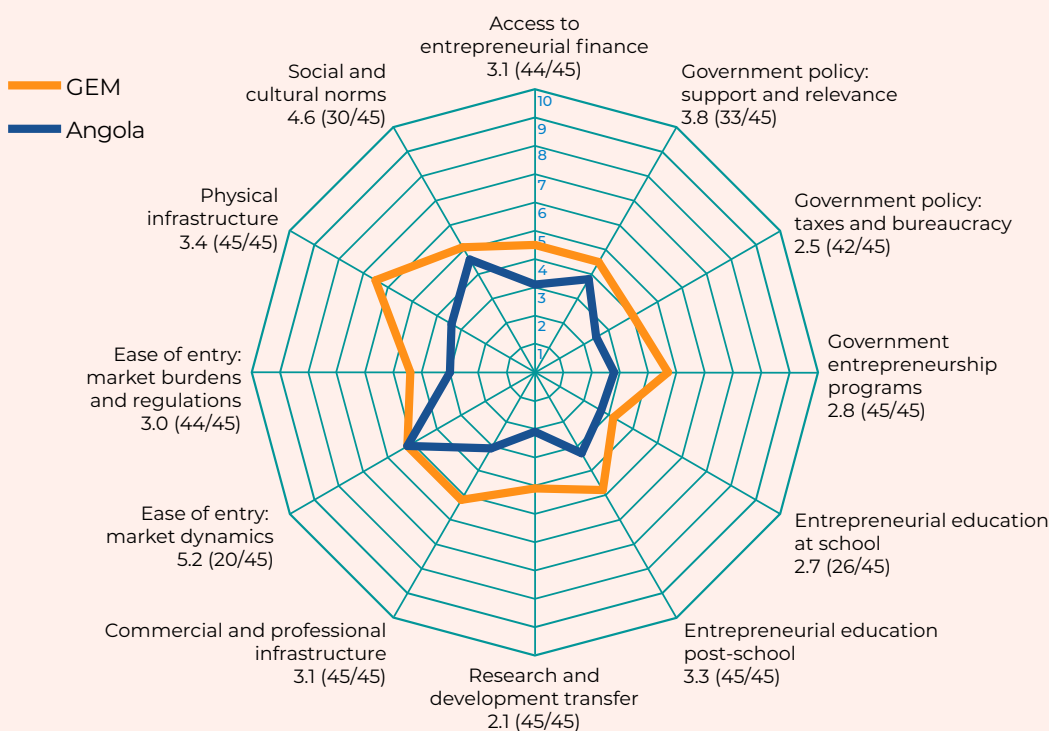 GEM
Angola
Access to
entrepreneurial finance
3.1 (44/45)
Government policy:
support and relevance
3.8 (33/45)
Government policy:
taxes and bureaucracy
2.5 (42/45)
Government
entrepreneurship
programs
2.8 (45/45)
Entrepreneurial education
at school
2.7 (26/45)
Entrepreneurial education
post-school
3.3 (45/45)
Research and
development transfer
2.1 (45/45)
Commercial and professional
infrastructure
3.1 (45/45)
Ease of entry:
market dynamics
5.2 (20/45)
Ease of entry:
market burdens
and regulations
3.0 (44/45)
Physical
infrastructure
3.4 (45/45)
Social and
cultural norms
4.6 (30/45)
10
9
8
7
6
5
4
3
2
1